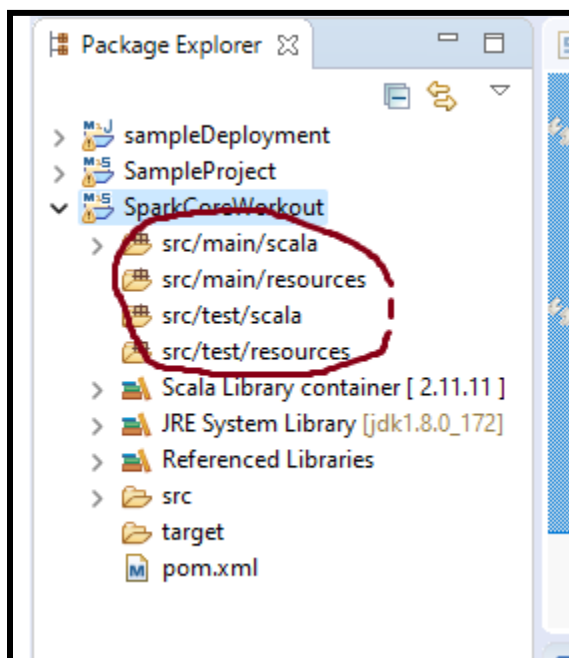 Package Explorer
sampleDeployment
SampleProject
SparkCoreWorkout
src/main/scala
src/main/resources
src/test/scala
src/test/resources
Scala Library container [ 2.11.11 ]
JRE System Library [jdk1.8.0_172]
Referenced Libraries
src
target
pom.xml